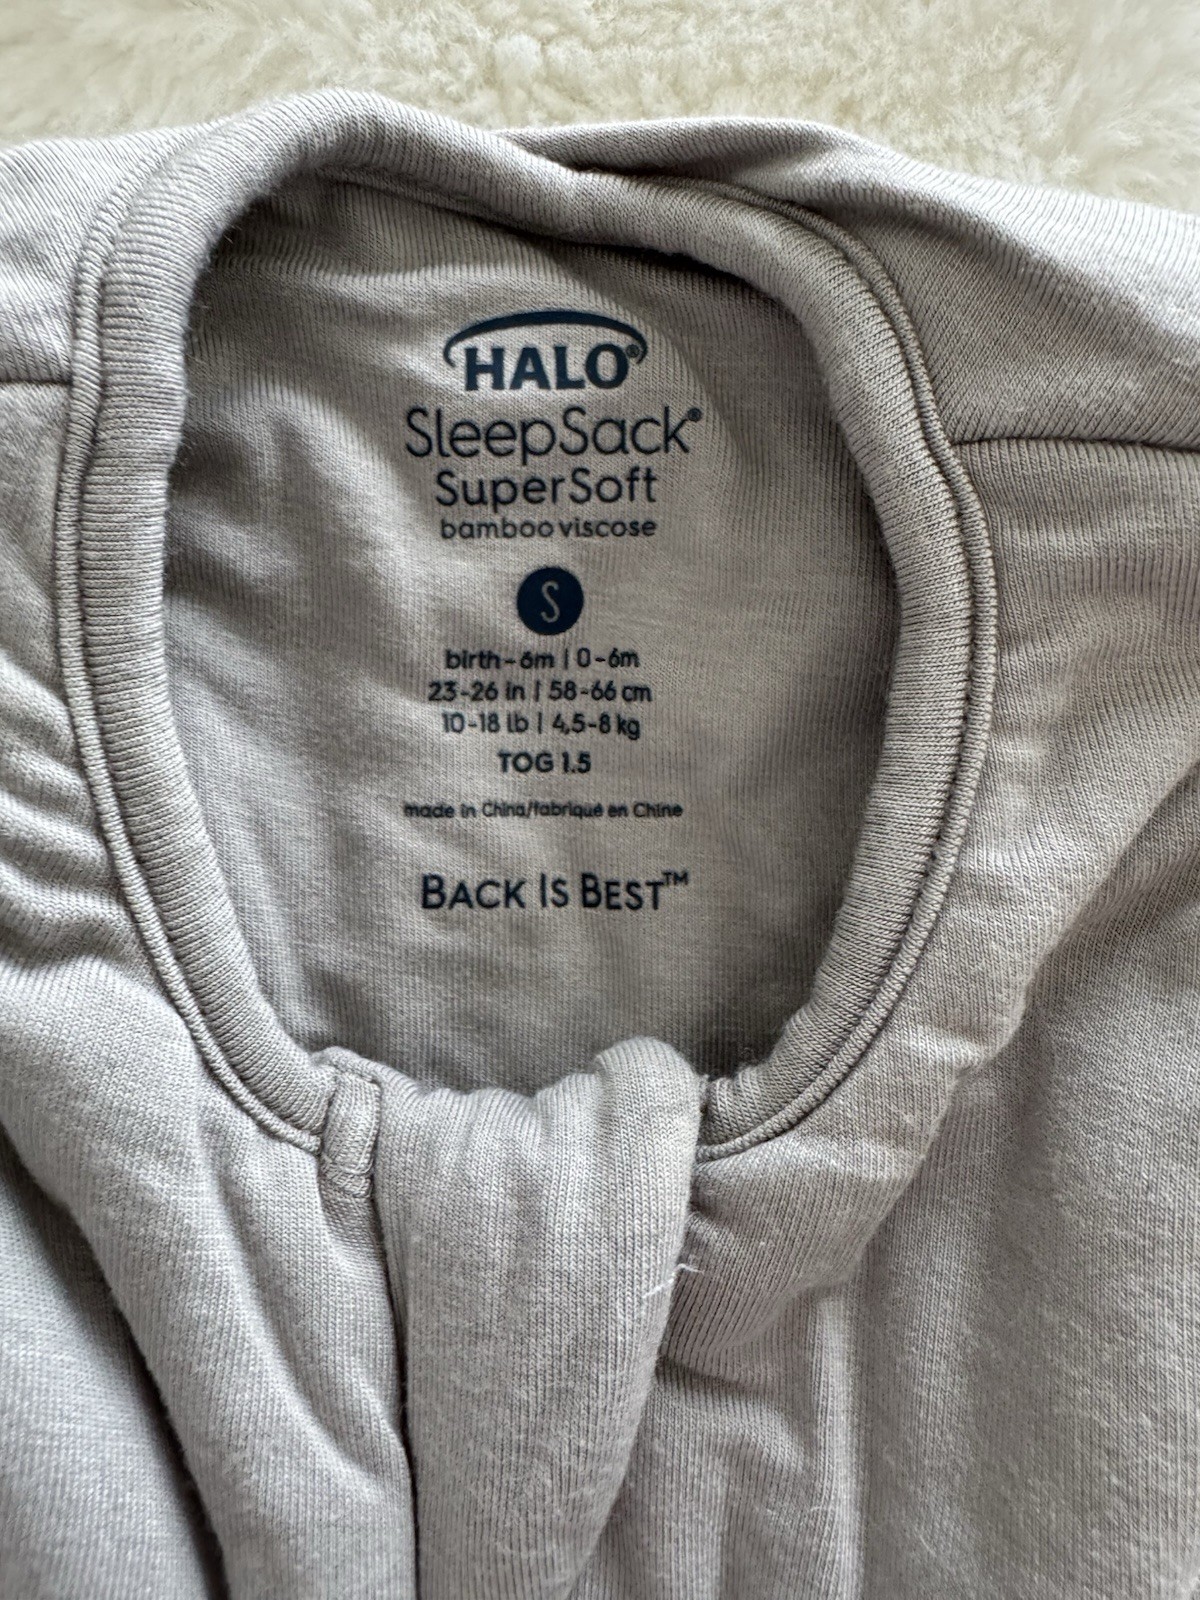 HALO®
SleepSack®
SuperSoft
bamboo viscose
S
birth-6m | 0-6m
23-26 in | 58-66 cm
10-18 lb | 4,5-8 kg
TOG 1.5
made in China/fabriqué en Chine
BACK IS BEST™